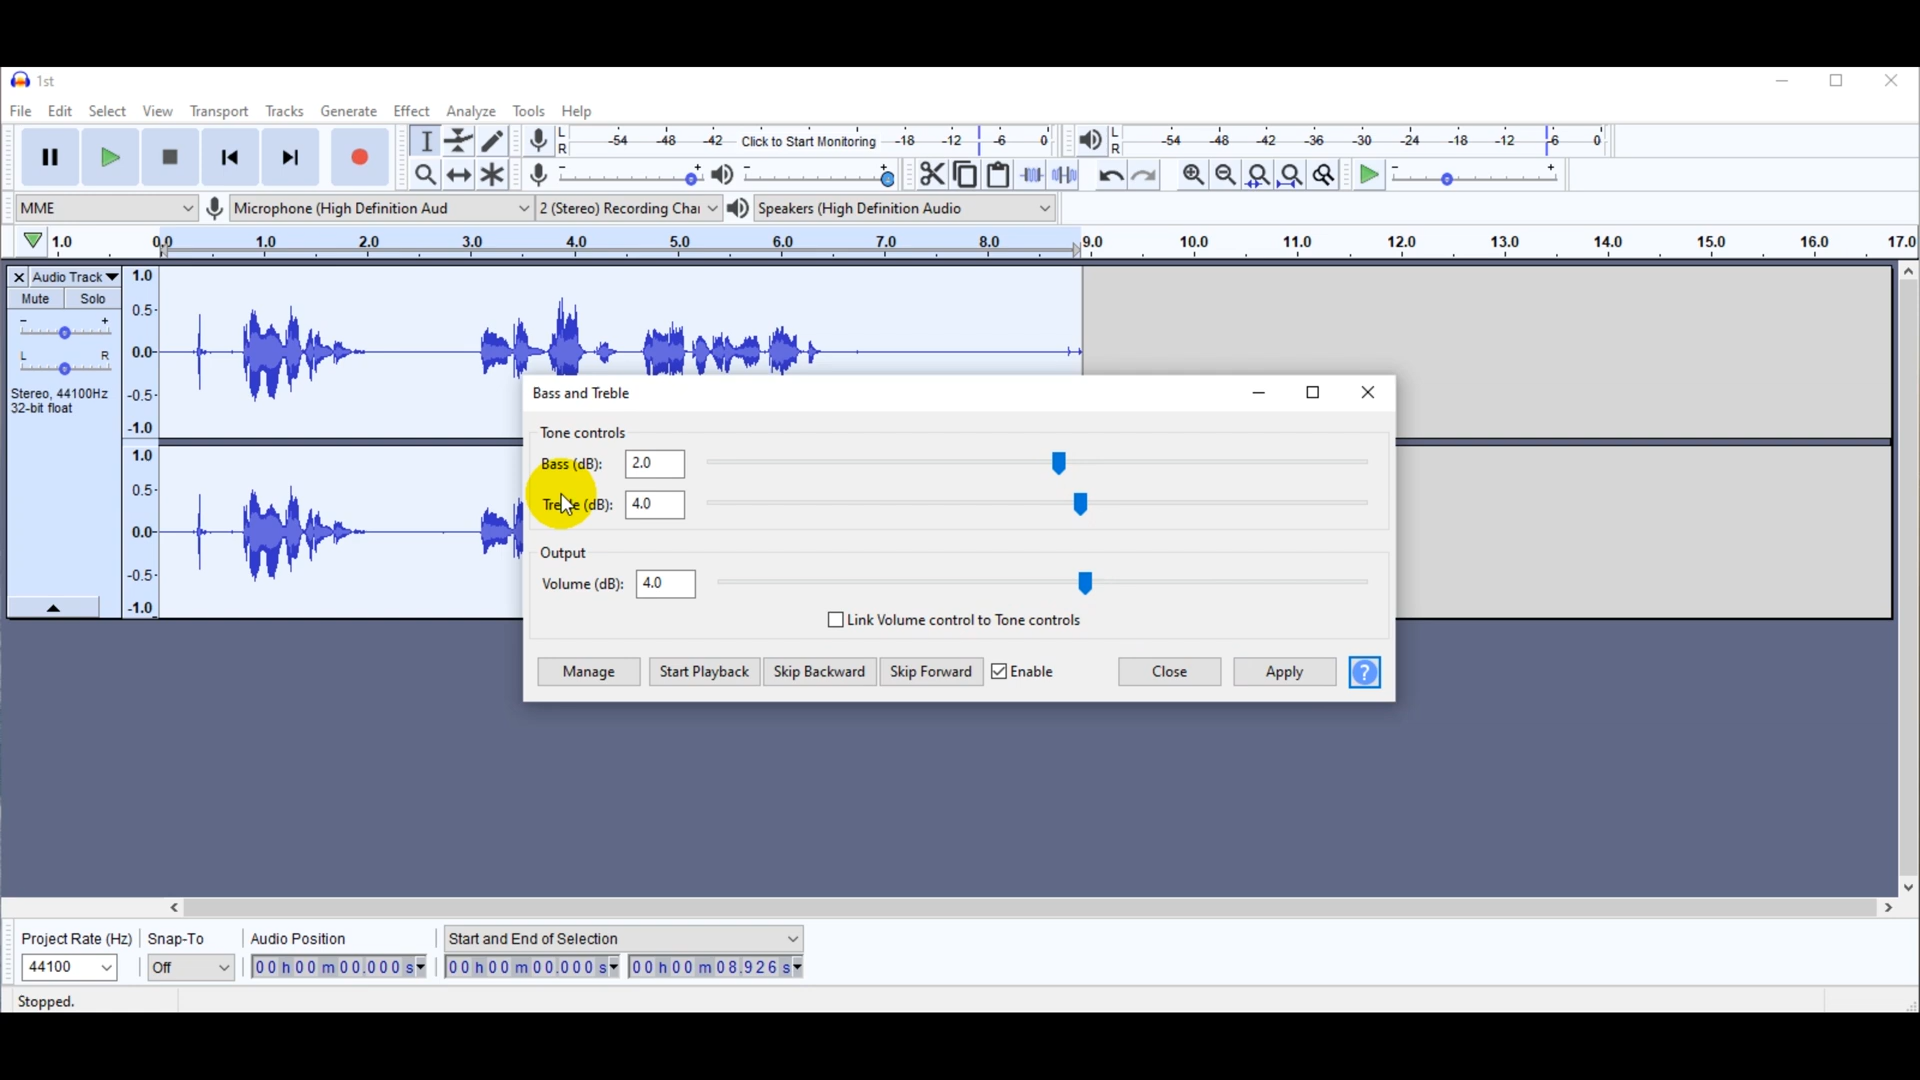 1st
File Edit Select View Transport Tracks Generate Effect Analyze Tools Help
L R -54 -48 -42 Click to Start Monitoring -18 -12 -6 0 L R -54 -48 -42 -36 -30 -24 -18 -12 -6 0
- + - + - +
MME Microphone (High Definition Aud 2 (Stereo) Recording Chai Speakers (High Definition Audio
1.0 0.0 1.0 2.0 3.0 4.0 5.0 6.0 7.0 8.0 9.0 10.0 11.0 12.0 13.0 14.0 15.0 16.0 17.0
Audio Track 1.0
Mute Solo
0.5
- +
0.0
L R
Stereo, 44100Hz -0.5
32-bit float
-1.0
1.0
0.5
0.0
-0.5
-1.0
Bass and Treble
Tone controls
Bass (dB): 2.0
(dB): 4.0
Output
Volume (dB): 4.0
Link Volume control to Tone controls
Manage Start Playback Skip Backward Skip Forward Enable Close Apply ?
Project Rate (Hz) Snap-To Audio Position Start and End of Selection
44100 Off 00 h 00 m 00.000 s 00 h 00 m 00.000 s 00 h 00 m 08.926 s
Stopped.